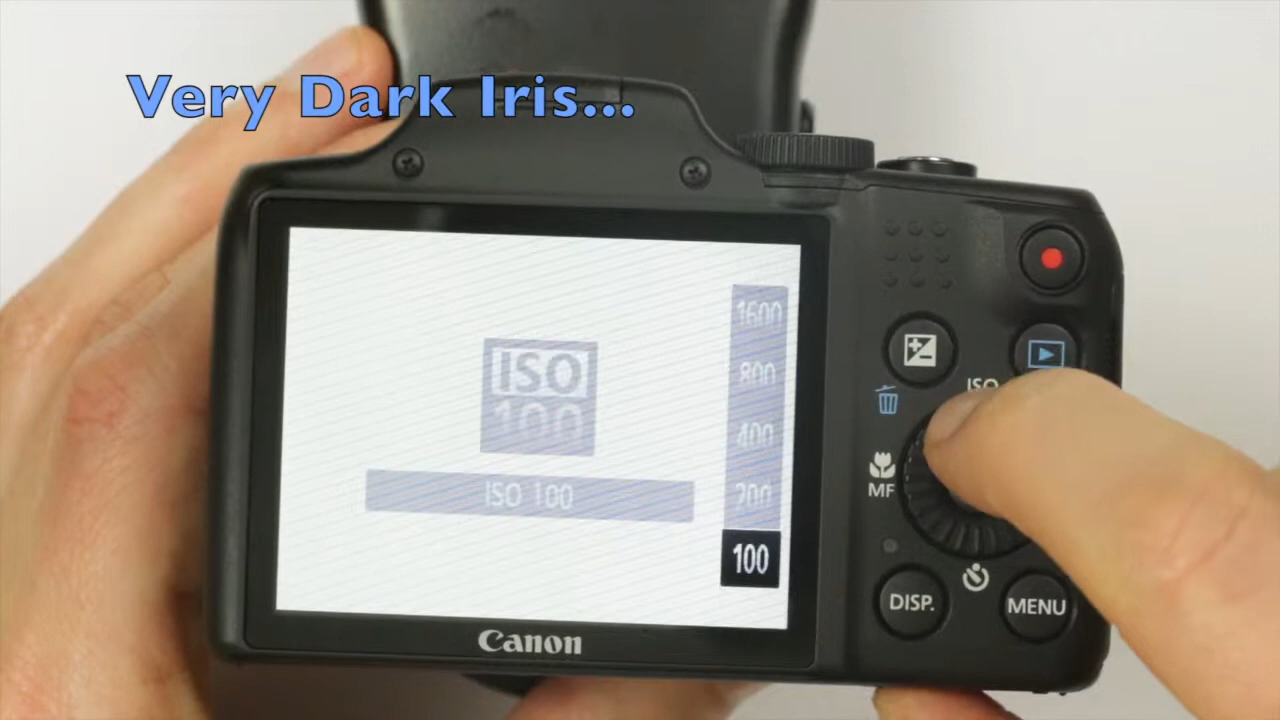 Very Dark Iris...
1600
ISO
100
800
400
ISO 100
200
100
ISO
MF
DISP.
MENU
Canon